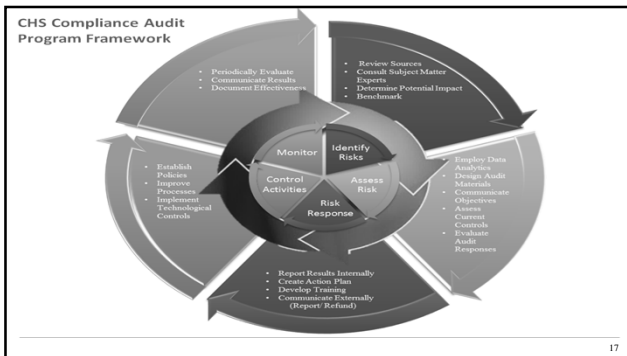 CHS Compliance Audit
Program Framework
• Periodically Evaluate
• Communicate Results
• Document Effectiveness
• Review Sources
• Consult Subject Matter
Experts
• Determine Potential Impact
• Benchmark
Monitor
Identify
Risks
Control
Activities
Assess
Risk
Risk
Response
• Establish
Policies
• Improve
Processes
• Implement
Technological
Controls
• Employ Data
Analytics
• Design Audit
Materials
• Communicate
Objectives
• Assess
Current
Controls
• Evaluate
Audit
Responses
• Report Results Internally
• Create Action Plan
• Develop Training
• Communicate Externally
(Report/ Refund)
17